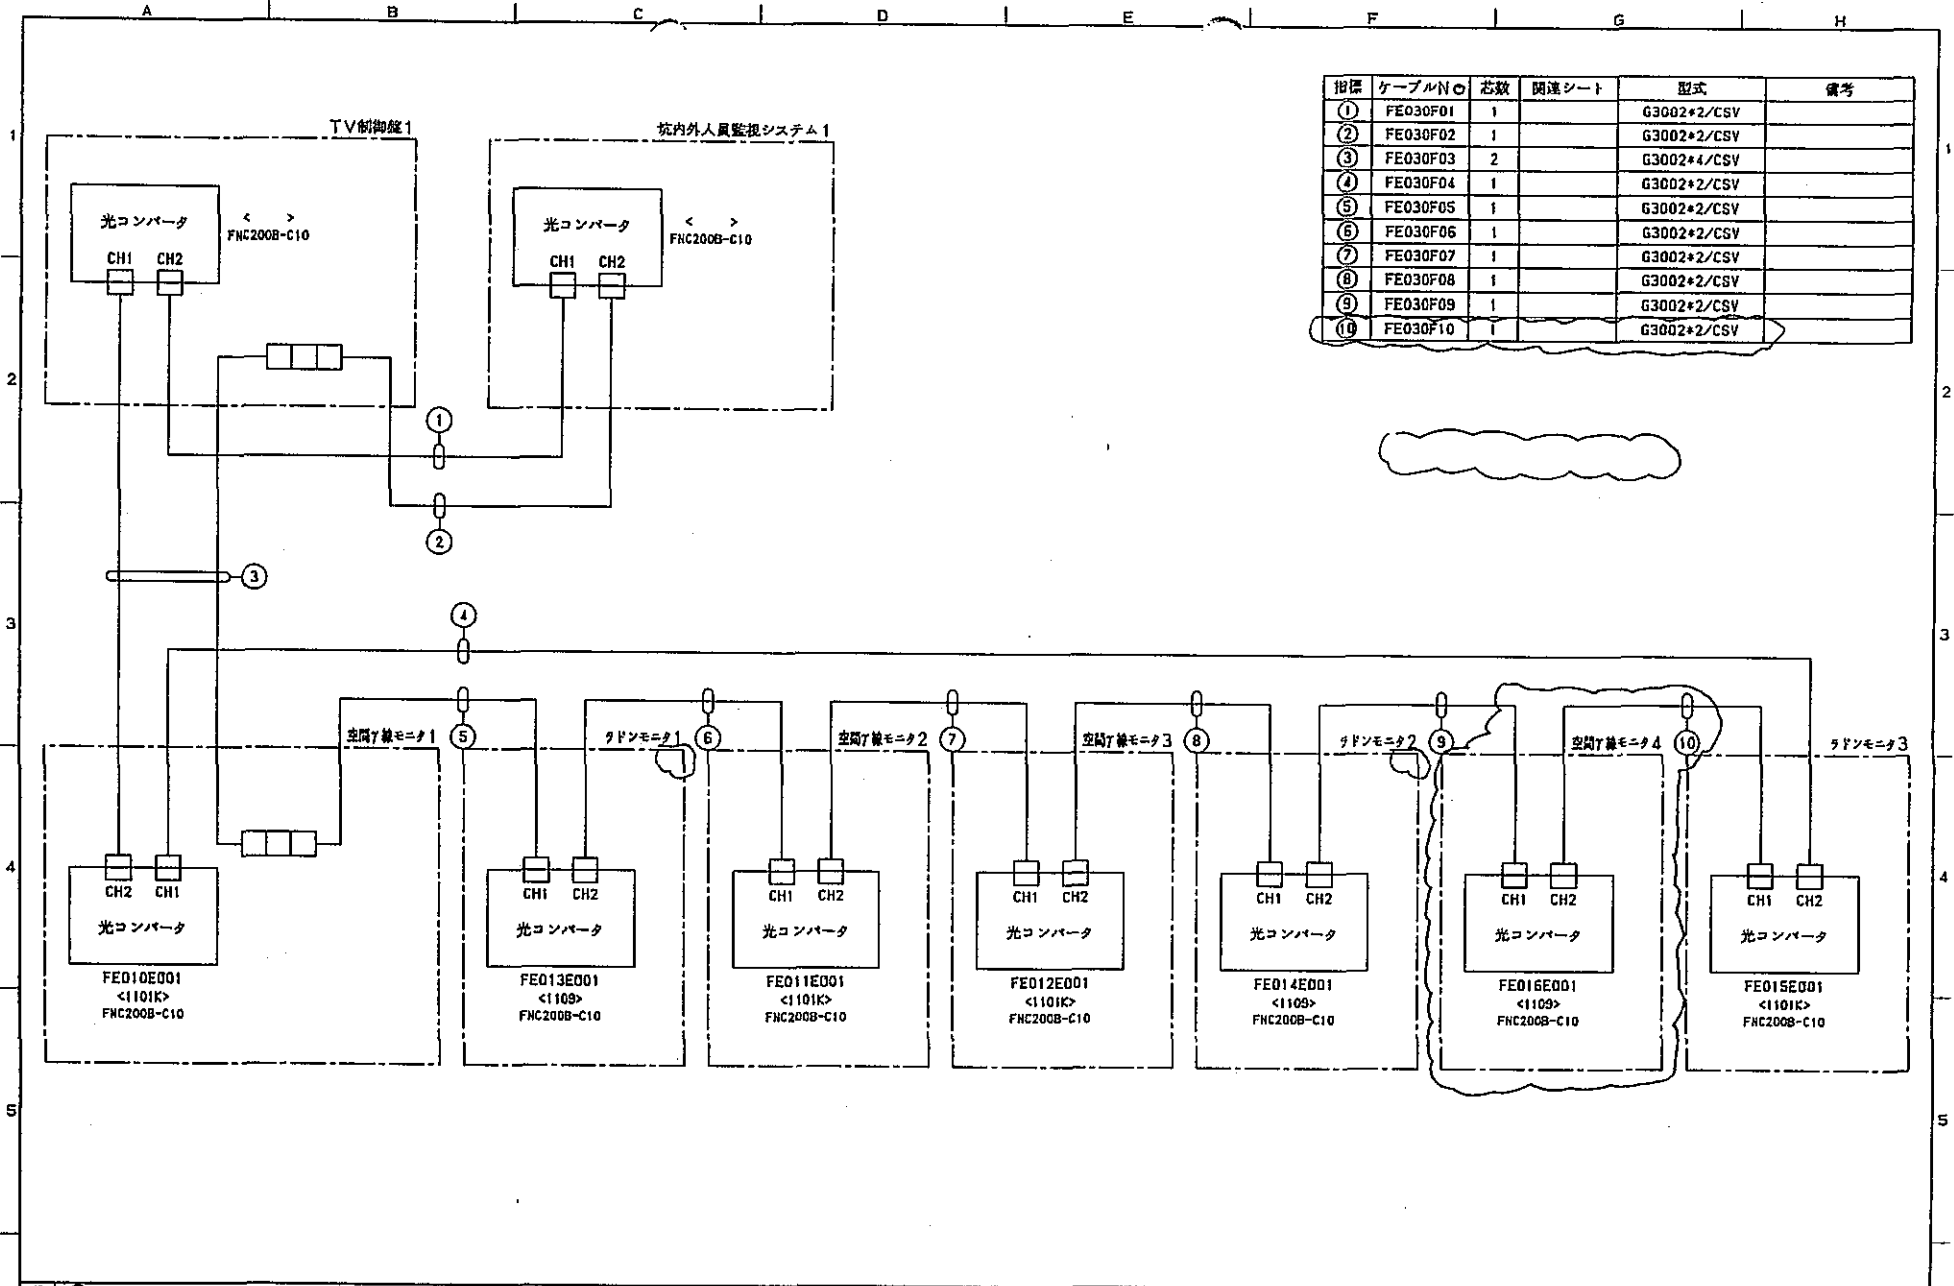 A B C D E F G H
指標 ケーブルNo 芯数 関連シート 型式 備考
① FE030F01 1 G3002*2/CSV
② FE030F02 1 G3002*2/CSV
③ FE030F03 2 G3002*4/CSV
④ FE030F04 1 G3002*2/CSV
⑤ FE030F05 1 G3002*2/CSV
⑥ FE030F06 1 G3002*2/CSV
⑦ FE030F07 1 G3002*2/CSV
⑧ FE030F08 1 G3002*2/CSV
⑨ FE030F09 1 G3002*2/CSV
⑩ FE030F10 1 G3002*2/CSV
1 1
TV制御盤1
坑内外人員監視システム1
光コンバータ
< >
FNC200B-C10
CH1 CH2
光コンバータ
< >
FNC200B-C10
CH1 CH2
2 2
①
②
③
3 3
④
空間γ線モニタ1 ⑤ ラドンモニタ1 ⑥ 空間γ線モニタ2 ⑦ 空間γ線モニタ3 ⑧ ラドンモニタ2 ⑨ 空間γ線モニタ4 ⑩ ラドンモニタ3
4 4
CH2 CH1
光コンバータ
FE010E001
<1101K>
FNC200B-C10
CH1 CH2
光コンバータ
FE013E001
<1109>
FNC200B-C10
CH1 CH2
光コンバータ
FE011E001
<1101K>
FNC200B-C10
CH1 CH2
光コンバータ
FE012E001
<1101K>
FNC200B-C10
CH1 CH2
光コンバータ
FE014E001
<1109>
FNC200B-C10
CH1 CH2
光コンバータ
FE016E001
<1109>
FNC200B-C10
CH1 CH2
光コンバータ
FE015E001
<1101K>
FNC200B-C10
5 5